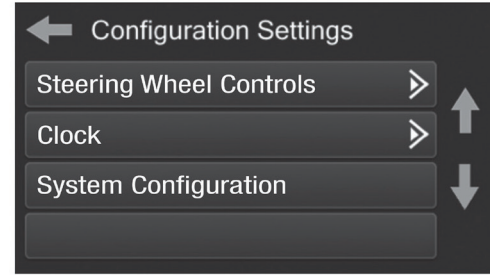 Configuration Settings
Steering Wheel Controls
Clock
System Configuration